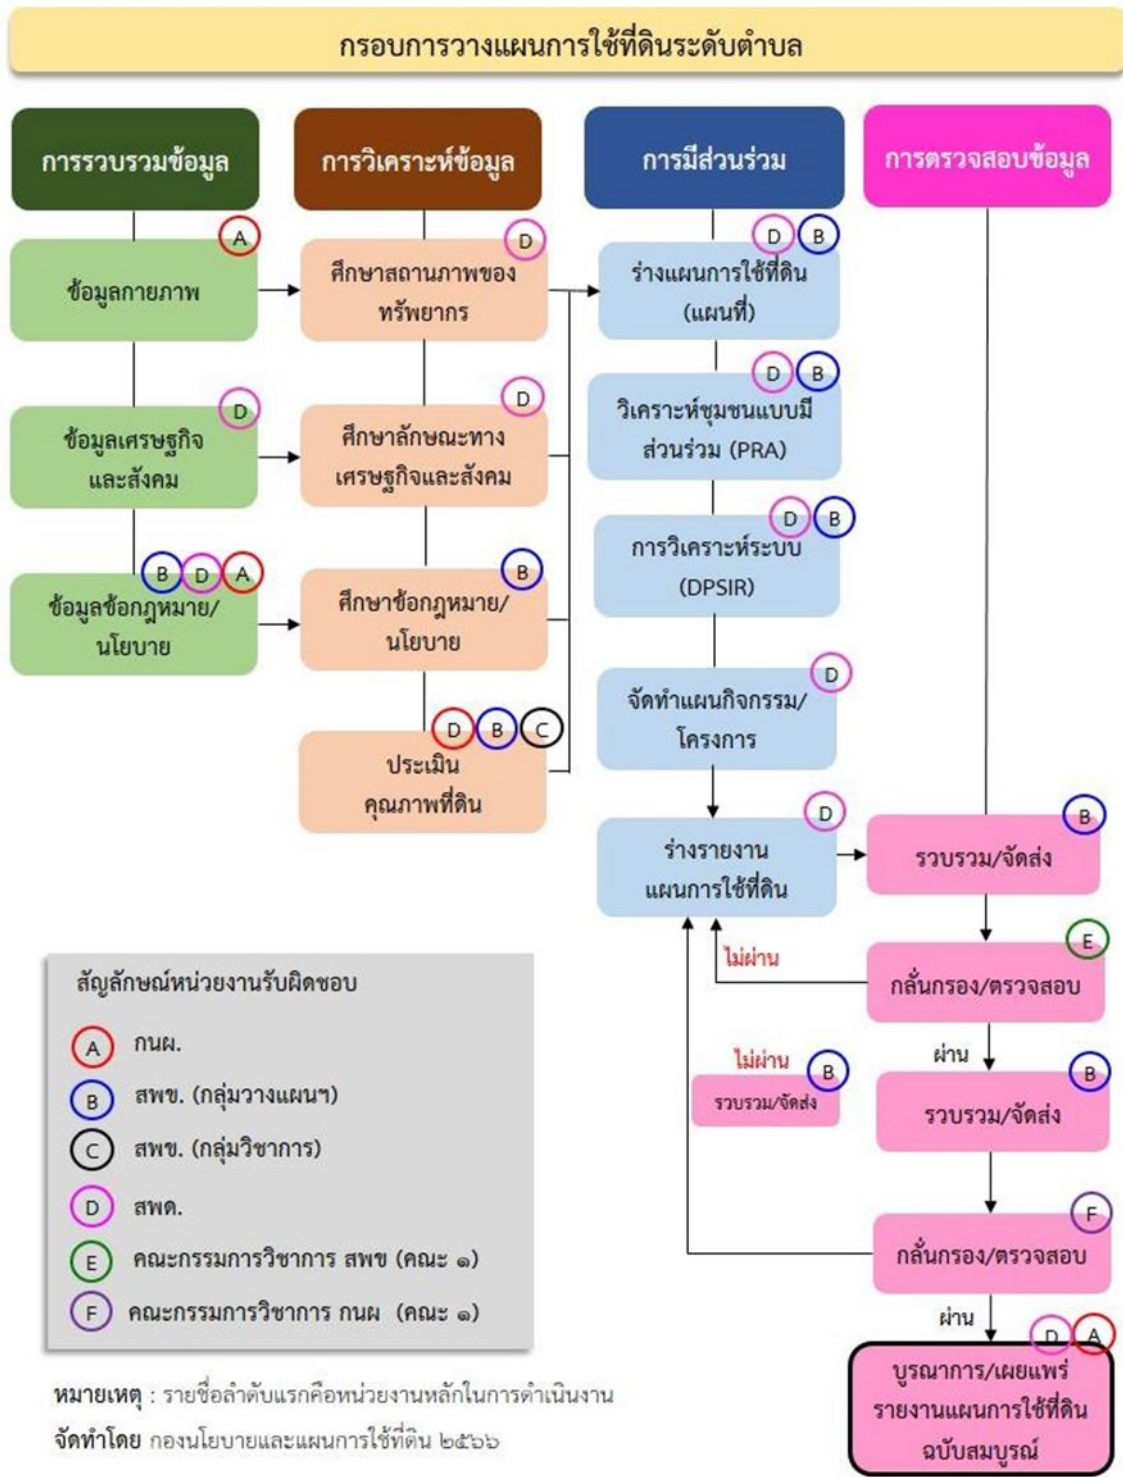 กรอบการวางแผนการใช้ที่ดินระดับตำบล
การรวบรวมข้อมูล
การวิเคราะห์ข้อมูล
การมีส่วนร่วม
การตรวจสอบข้อมูล
A
ข้อมูลกายภาพ
D
ข้อมูลเศรษฐกิจ
และสังคม
B D A
ข้อมูลข้อกฎหมาย/
นโยบาย
D
ศึกษาสถานภาพของ
ทรัพยากร
D
ศึกษาลักษณะทาง
เศรษฐกิจและสังคม
B
ศึกษาข้อกฎหมาย/
นโยบาย
D B C
ประเมิน
คุณภาพที่ดิน
D B
ร่างแผนการใช้ที่ดิน
(แผนที่)
D B
วิเคราะห์ชุมชนแบบมี
ส่วนร่วม (PRA)
D B
การวิเคราะห์ระบบ
(DPSIR)
D
จัดทำแผนกิจกรรม/
โครงการ
D
ร่างรายงาน
แผนการใช้ที่ดิน
B
รวบรวม/จัดส่ง
E
กลั่นกรอง/ตรวจสอบ
ไม่ผ่าน
ผ่าน
B
รวบรวม/จัดส่ง
ไม่ผ่าน
B
รวบรวม/จัดส่ง
F
กลั่นกรอง/ตรวจสอบ
ผ่าน
D A
บูรณาการ/เผยแพร่
รายงานแผนการใช้ที่ดิน
ฉบับสมบูรณ์
สัญลักษณ์หน่วยงานรับผิดชอบ
A กนผ.
B สพข. (กลุ่มวางแผนฯ)
C สพข. (กลุ่มวิชาการ)
D สพด.
E คณะกรรมการวิชาการ สพข (คณะ ๑)
F คณะกรรมการวิชาการ กนผ (คณะ ๑)
หมายเหตุ : รายชื่อลำดับแรกคือหน่วยงานหลักในการดำเนินงาน
จัดทำโดย กองนโยบายและแผนการใช้ที่ดิน ๒๕๖๖